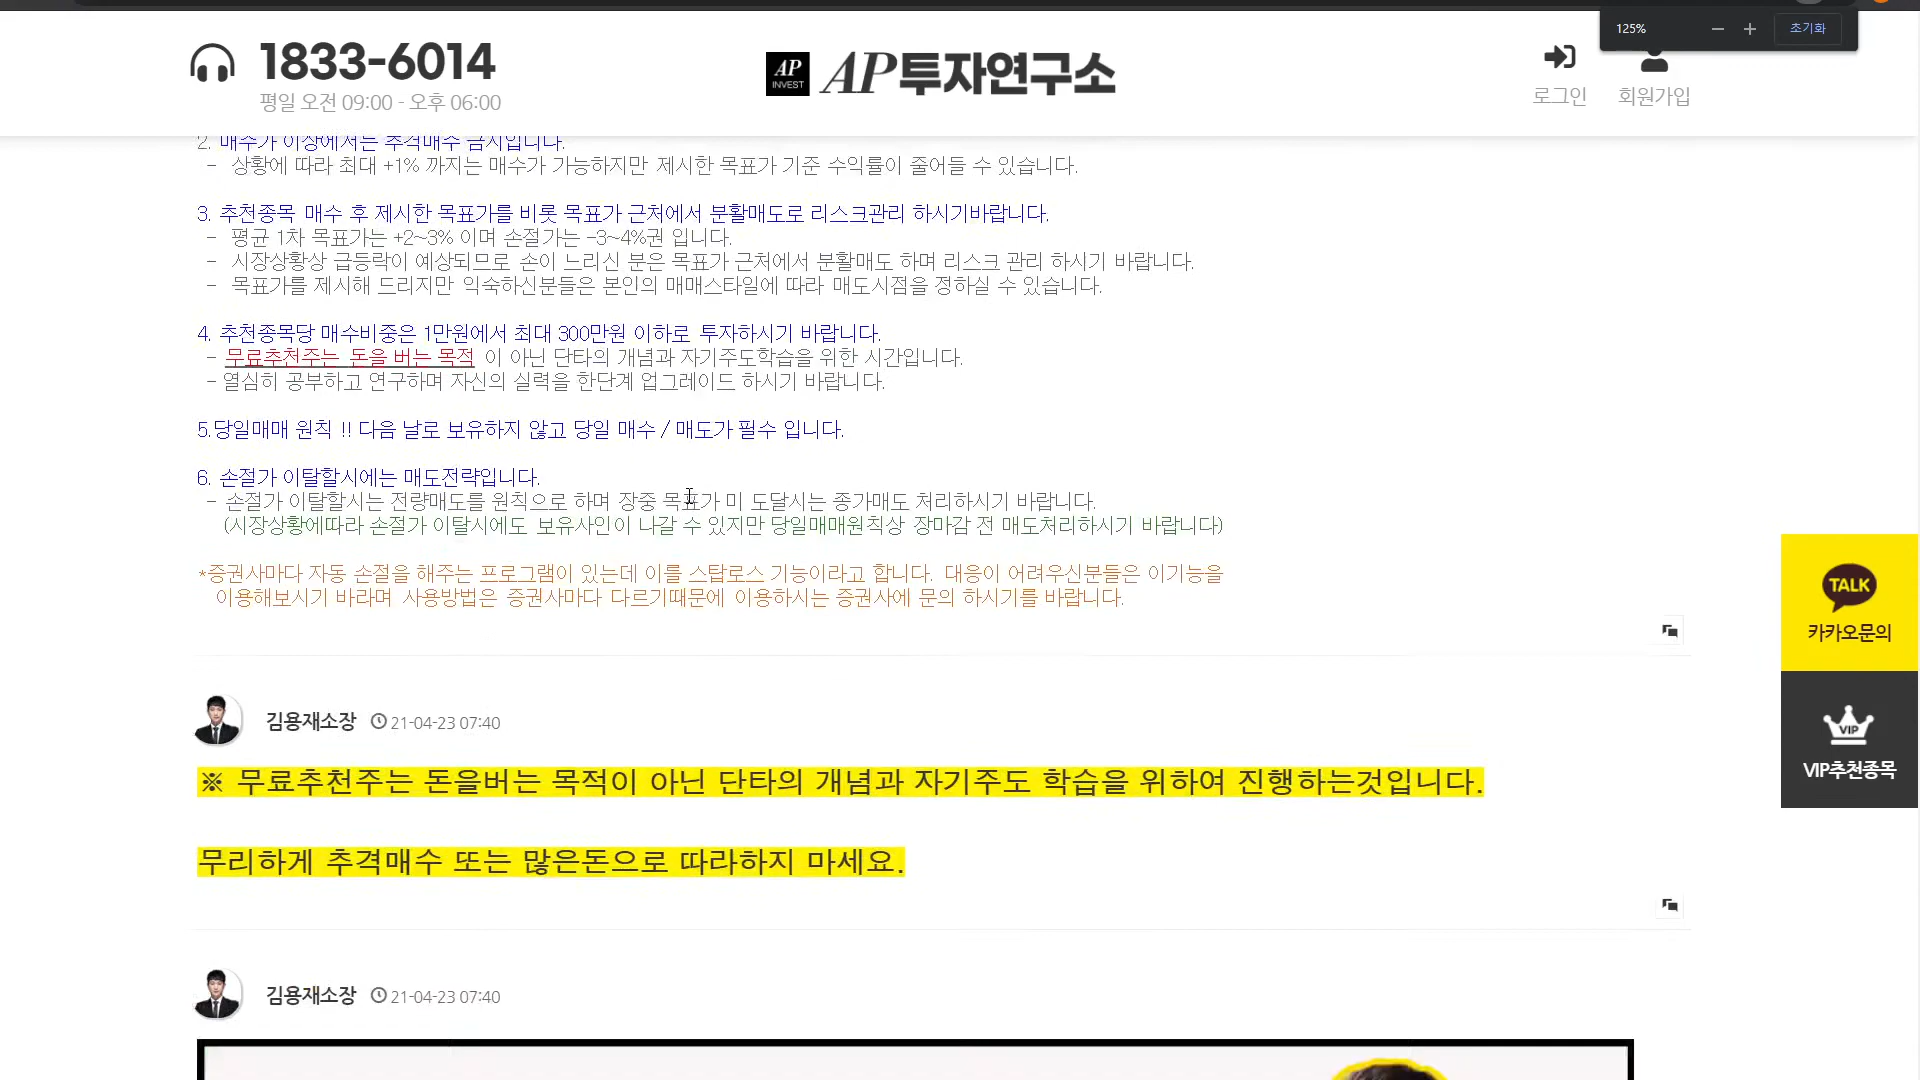 125%
초기화
1833-6014
평일 오전 09:00 - 오후 06:00
AP
INVEST
AP투자연구소
로그인
회원가입
2. 매수가 이상에서는 추격매수 금지입니다.
- 상황에 따라 최대 +1% 까지는 매수가 가능하지만 제시한 목표가 기준 수익률이 줄어들 수 있습니다.
3. 추천종목 매수 후 제시한 목표가를 비롯 목표가 근처에서 분활매도로 리스크관리 하시기바랍니다.
- 평균 1차 목표가는 +2~3% 이며 손절가는 -3~4%권 입니다.
- 시장상황상 급등락이 예상되므로 손이 느리신 분은 목표가 근처에서 분활매도 하며 리스크 관리 하시기 바랍니다.
- 목표가를 제시해 드리지만 익숙하신분들은 본인의 매매스타일에 따라 매도시점을 정하실 수 있습니다.
4. 추천종목당 매수비중은 1만원에서 최대 300만원 이하로 투자하시기 바랍니다.
- 무료추천주는 돈을 버는 목적 이 아닌 단타의 개념과 자기주도학습을 위한 시간입니다.
- 열심히 공부하고 연구하며 자신의 실력을 한단계 업그레이드 하시기 바랍니다.
5.당일매매 원칙 !! 다음 날로 보유하지 않고 당일 매수 / 매도가 필수 입니다.
6. 손절가 이탈할시에는 매도전략입니다.
- 손절가 이탈할시는 전량매도를 원칙으로 하며 장중 목표가 미 도달시는 종가매도 처리하시기 바랍니다.
(시장상황에따라 손절가 이탈시에도 보유사인이 나갈 수 있지만 당일매매원칙상 장마감 전 매도처리하시기 바랍니다)
*증권사마다 자동 손절을 해주는 프로그램이 있는데 이를 스탑로스 기능이라고 합니다. 대응이 어려우신분들은 이기능을
이용해보시기 바라며 사용방법은 증권사마다 다르기때문에 이용하시는 증권사에 문의 하시기를 바랍니다.
TALK
카카오문의
VIP
VIP추천종목
김용재소장 21-04-23 07:40
※ 무료추천주는 돈을버는 목적이 아닌 단타의 개념과 자기주도 학습을 위하여 진행하는것입니다.
무리하게 추격매수 또는 많은돈으로 따라하지 마세요.
김용재소장 21-04-23 07:40